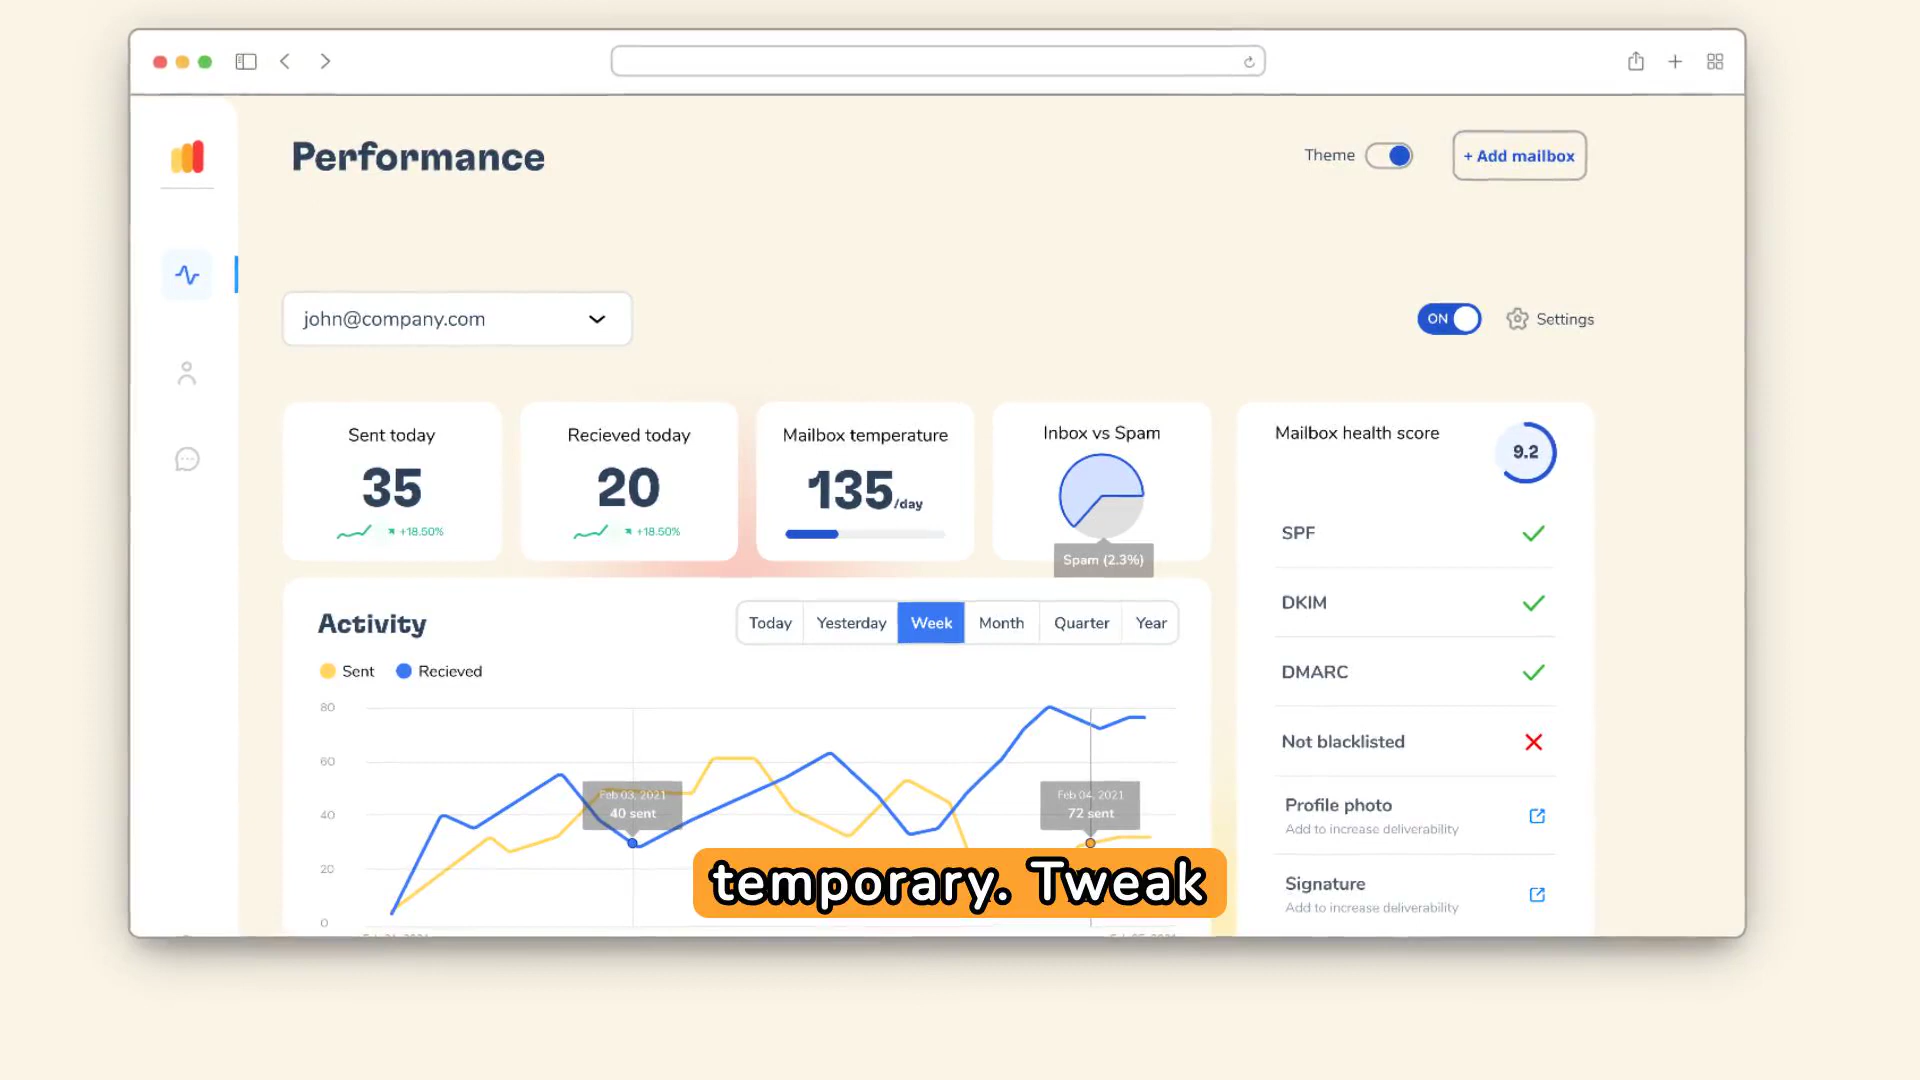 Performance
Theme
+ Add mailbox
john@company.com
ON
Settings
Sent today
35
+18.50%
Recieved today
20
+18.50%
Mailbox temperature
135/day
Inbox vs Spam
Spam (2.3%)
Mailbox health score
9.2
SPF
DKIM
DMARC
Not blacklisted
Profile photo
Add to increase deliverability
Signature
Add to increase deliverability
Activity
Today Yesterday Week Month Quarter Year
Sent Recieved
80
60
40
20
0
Feb 03, 2021
40 sent
Feb 04, 2021
72 sent
temporary. Tweak